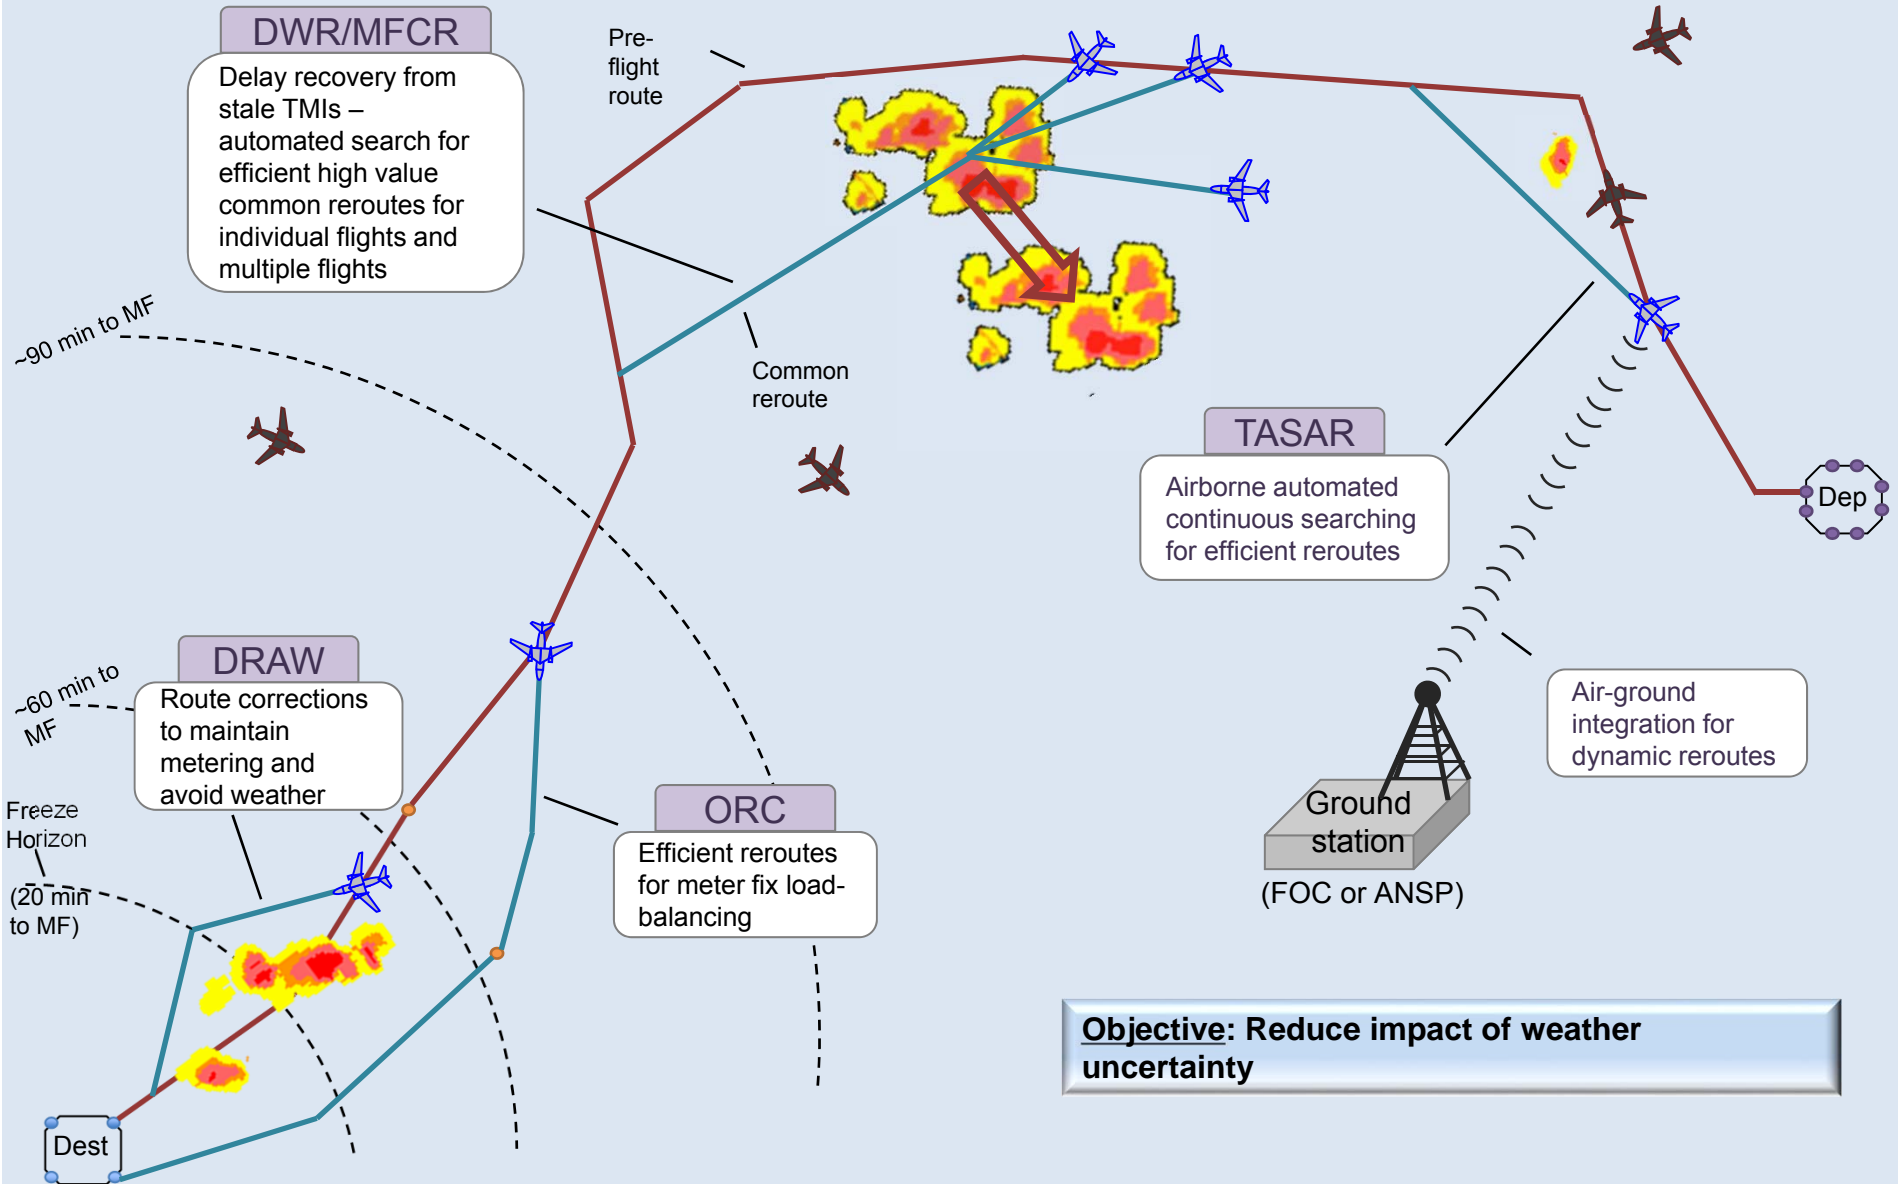 DWR/MFCR
Delay recovery from
stale TMIs –
automated search for
efficient high value
common reroutes for
individual flights and
multiple flights
Pre-
flight
route
~90 min to MF
Common
reroute
TASAR
Airborne automated
continuous searching
for efficient reroutes
Dep
DRAW
Route corrections
to maintain
metering and
avoid weather
~60 min to
MF
Air-ground
integration for
dynamic reroutes
Freeze
Horizon
(20 min
to MF)
ORC
Efficient reroutes
for meter fix load-
balancing
Ground
station
(FOC or ANSP)
Objective: Reduce impact of weather
uncertainty
Dest